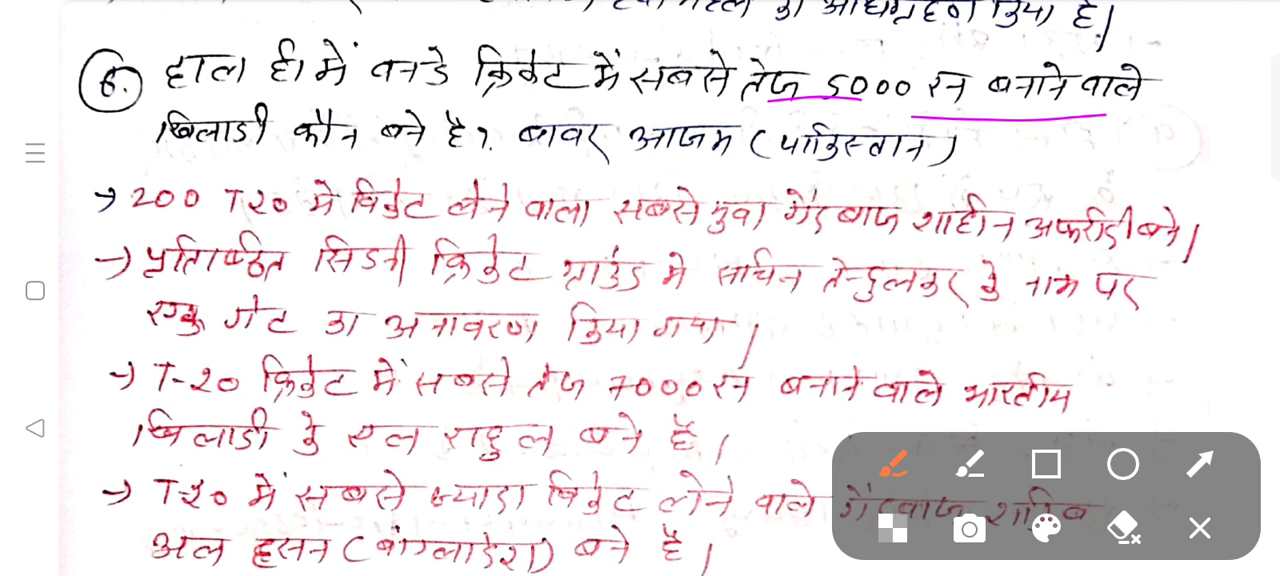 का अधिग्रहण किया है।
6. हाल ही में वनडे क्रिकेट में सबसे तेज 5000 रन बनाने वाले
खिलाडी कौन बने है? बाबर आजम (पाकिस्तान)
→ 200 T20 में विकेट लेने वाला सबसे युवा गेंदबाज शाहीन अफरीदी बने।
→ प्रतिष्ठित सिडनी क्रिकेट ग्राउंड में सचिन तेन्दुलकर के नाम पर
एक गेट का अनावरण किया गया।
→ T-20 क्रिकेट में सबसे तेज 7000 रन बनाने वाले भारतीय
खिलाडी के एल राहुल बने हैं।
→ T20 में सबसे ज्यादा विकेट लेने वाले गेंदबाज शाकिब
अल हसन (बांग्लादेश) बने है।